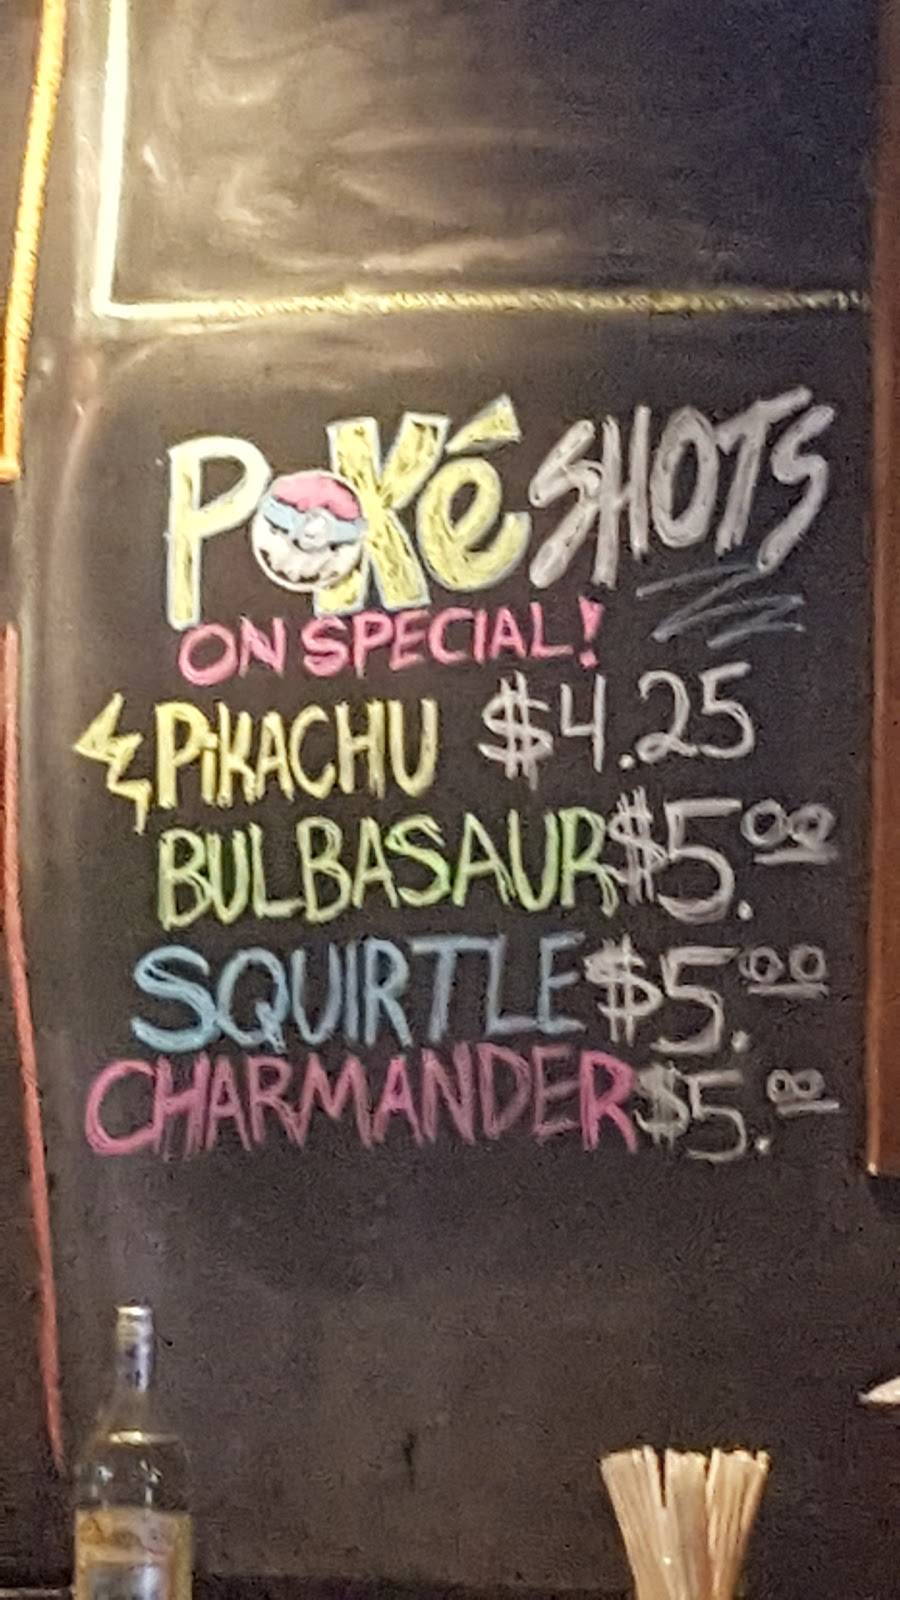 Poké SHOTS
ON SPECIAL!
PiKACHU $4.25
BULBASAUR $5.00
SQUIRTLE $5.00
CHARMANDER $5.00